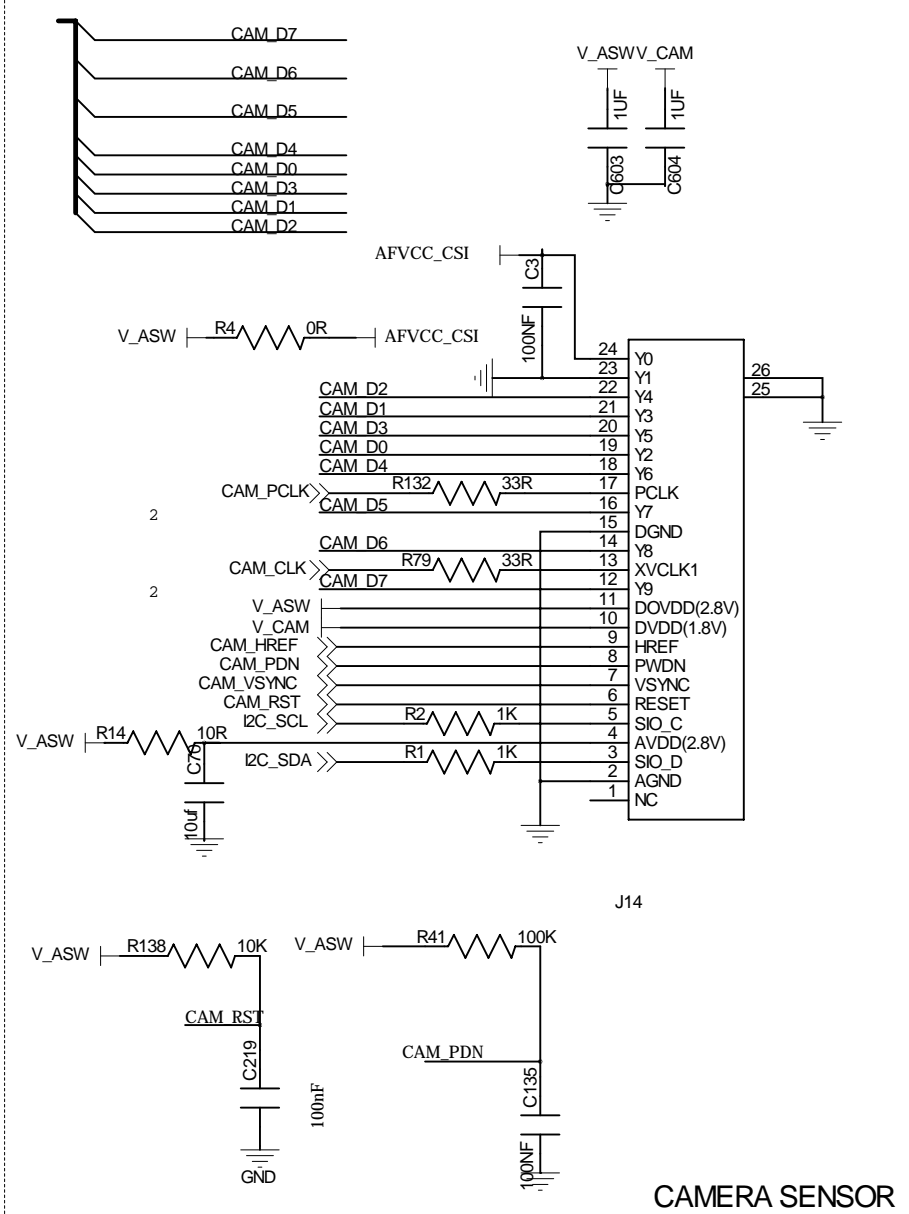 CAM_D7
CAM_D6
CAM_D5
CAM_D4
CAM_D0
CAM_D3
CAM_D1
CAM_D2
V_ASW V_CAM
1UF 1UF
C603 C604
AFVCC_CSI
C3
100NF
V_ASW R4 0R AFVCC_CSI
24 Y0
23 Y1
26
25
CAM_D2 22 Y4
CAM_D1 21 Y3
CAM_D3 20 Y5
CAM_D0 19 Y2
CAM_D4 18 Y6
CAM_PCLK R132 33R 17 PCLK
2 CAM_D5 16 Y7
15 DGND
CAM_D6 14 Y8
CAM_CLK R79 33R 13 XVCLK1
2 CAM_D7 12 Y9
V_ASW 11 DOVDD(2.8V)
V_CAM 10 DVDD(1.8V)
CAM_HREF 9 HREF
CAM_PDN 8 PWDN
CAM_VSYNC 7 VSYNC
CAM_RST 6 RESET
I2C_SCL R2 1K 5 SIO_C
V_ASW R14 10R 4 AVDD(2.8V)
C70
10uf
I2C_SDA R1 1K 3 SIO_D
2 AGND
1 NC
J14
V_ASW R138 10K
CAM_RST
C219
100nF
GND
V_ASW R41 100K
CAM_PDN
C135
100NF
CAMERA SENSOR